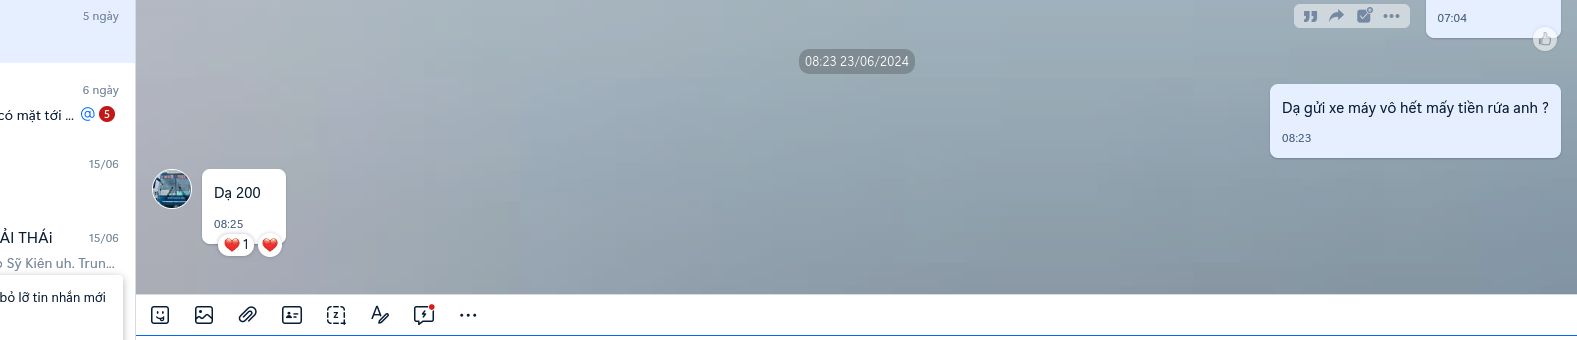 5 ngày
07:04
08:23 23/06/2024
6 ngày
có mặt tới ... @ 5
Dạ gửi xe máy vô hết mấy tiền rứa anh ?
08:23
15/06
Dạ 200
08:25
1
ẢI THÁi 15/06
Sỹ Kiên uh. Trun...
bỏ lỡ tin nhắn mới